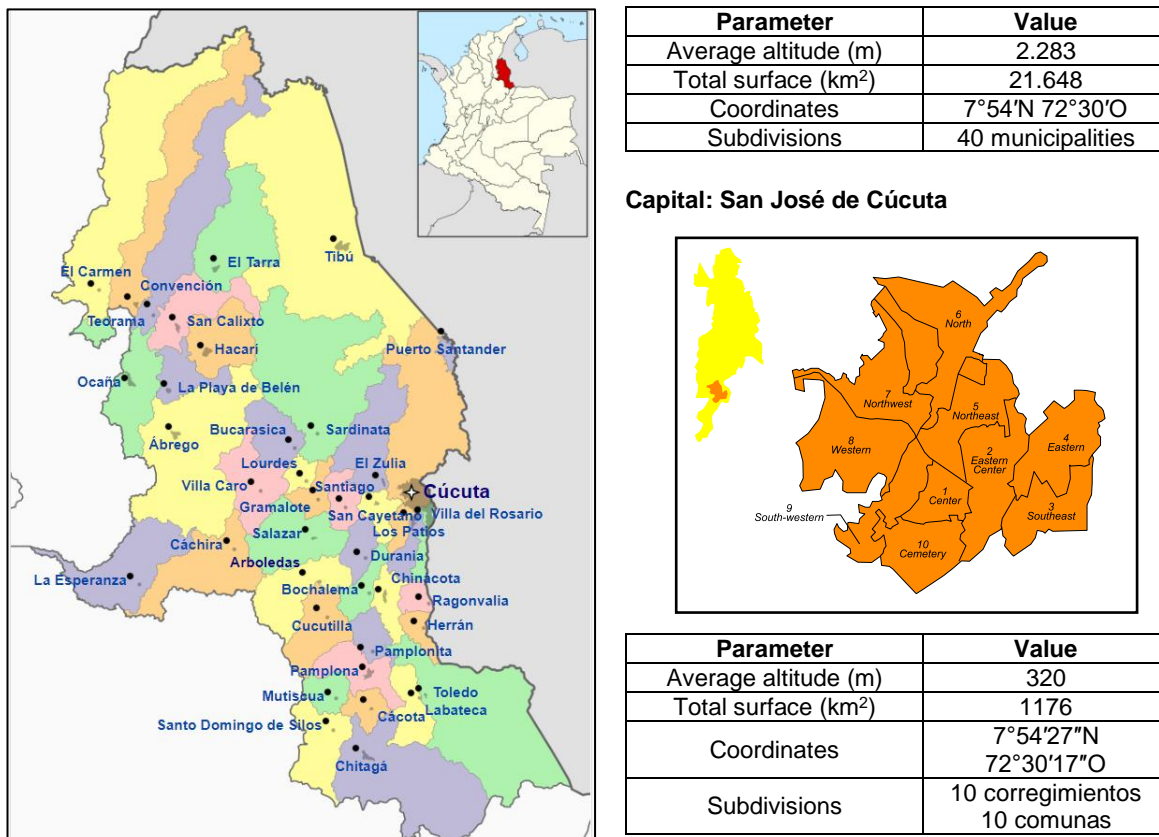 El Carmen
Convención
Teorama
El Tarra
Tibú
San Calixto
Hacarí
Puerto Santander
Ocaña
La Playa de Belén
Ábrego
Bucarasica
Sardinata
Lourdes
El Zulia
Villa Caro
Santiago
Cúcuta
Gramalote
San Cayetano
Villa del Rosario
Salazar
Los Patios
Cáchira
Durania
Arboledas
La Esperanza
Chinácota
Bochalema
Ragonvalia
Cucutilla
Herrán
Pamplonita
Pamplona
Mutiscua
Toledo
Labateca
Cácota
Santo Domingo de Silos
Chitagá
Parameter Value
Average altitude (m) 2.283
Total surface (km²) 21.648
Coordinates 7°54′N 72°30′O
Subdivisions 40 municipalities
Capital: San José de Cúcuta
6
North
7
Northwest
5
Northeast
8
Western
2
Eastern
Center
4
Eastern
1
Center
3
Southeast
9
South-western
10
Cemetery
Parameter Value
Average altitude (m) 320
Total surface (km²) 1176
Coordinates 7°54′27″N
72°30′17″O
Subdivisions 10 corregimientos
10 comunas